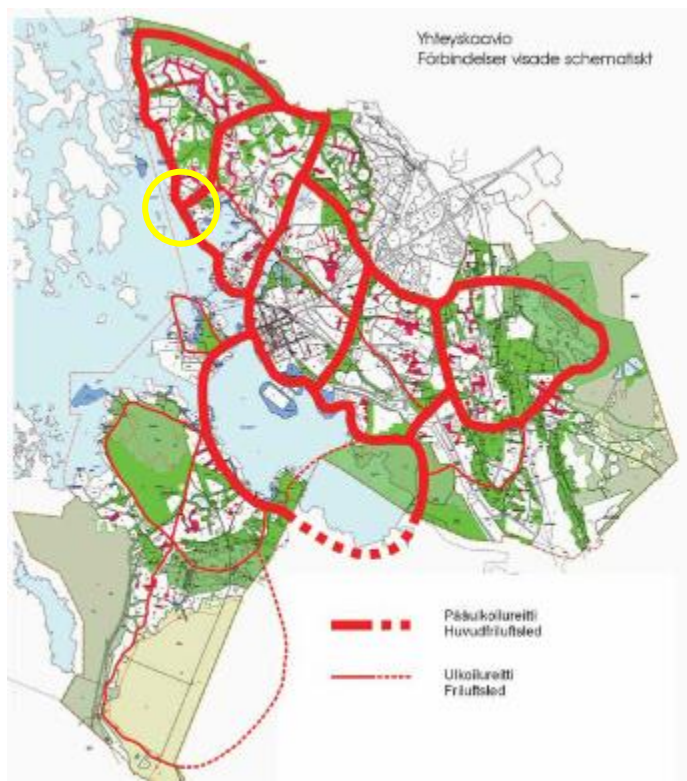 Yhteyskaavio
Förbindelser visade schematiskt
Pääulkoilureitti
Huvudfriluftsled
Ulkoilureitti
Friluftsled